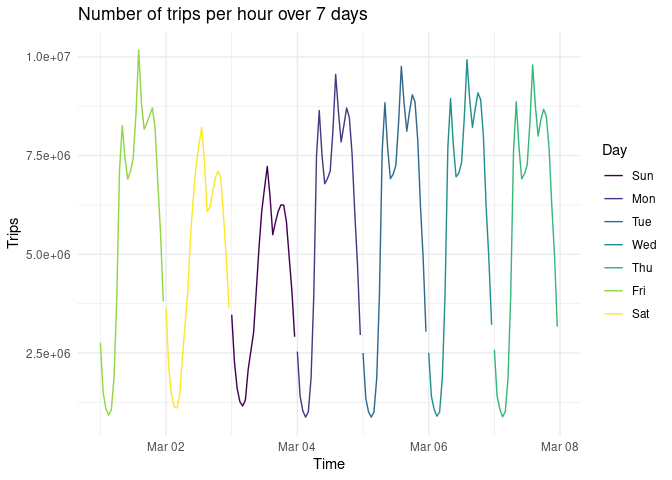 Number of trips per hour over 7 days
1.0e+07
7.5e+06
5.0e+06
2.5e+06
Trips
Mar 02
Mar 04
Mar 06
Mar 08
Time
Day
Sun
Mon
Tue
Wed
Thu
Fri
Sat